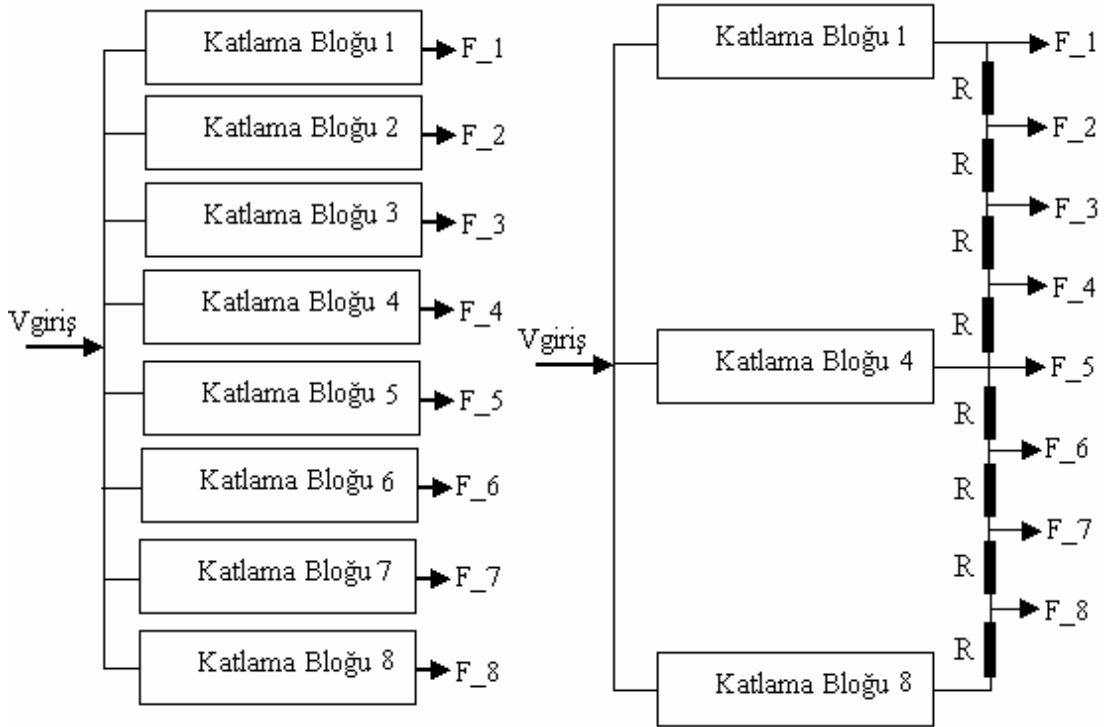 Katlama Bloğu 1
F_1
Katlama Bloğu 2
F_2
Katlama Bloğu 3
F_3
Katlama Bloğu 4
F_4
Vgiriş
Katlama Bloğu 5
F_5
Katlama Bloğu 6
F_6
Katlama Bloğu 7
F_7
Katlama Bloğu 8
F_8
Katlama Bloğu 1
F_1
R
F_2
R
F_3
R
F_4
R
Vgiriş
Katlama Bloğu 4
F_5
R
F_6
R
F_7
R
F_8
R
Katlama Bloğu 8